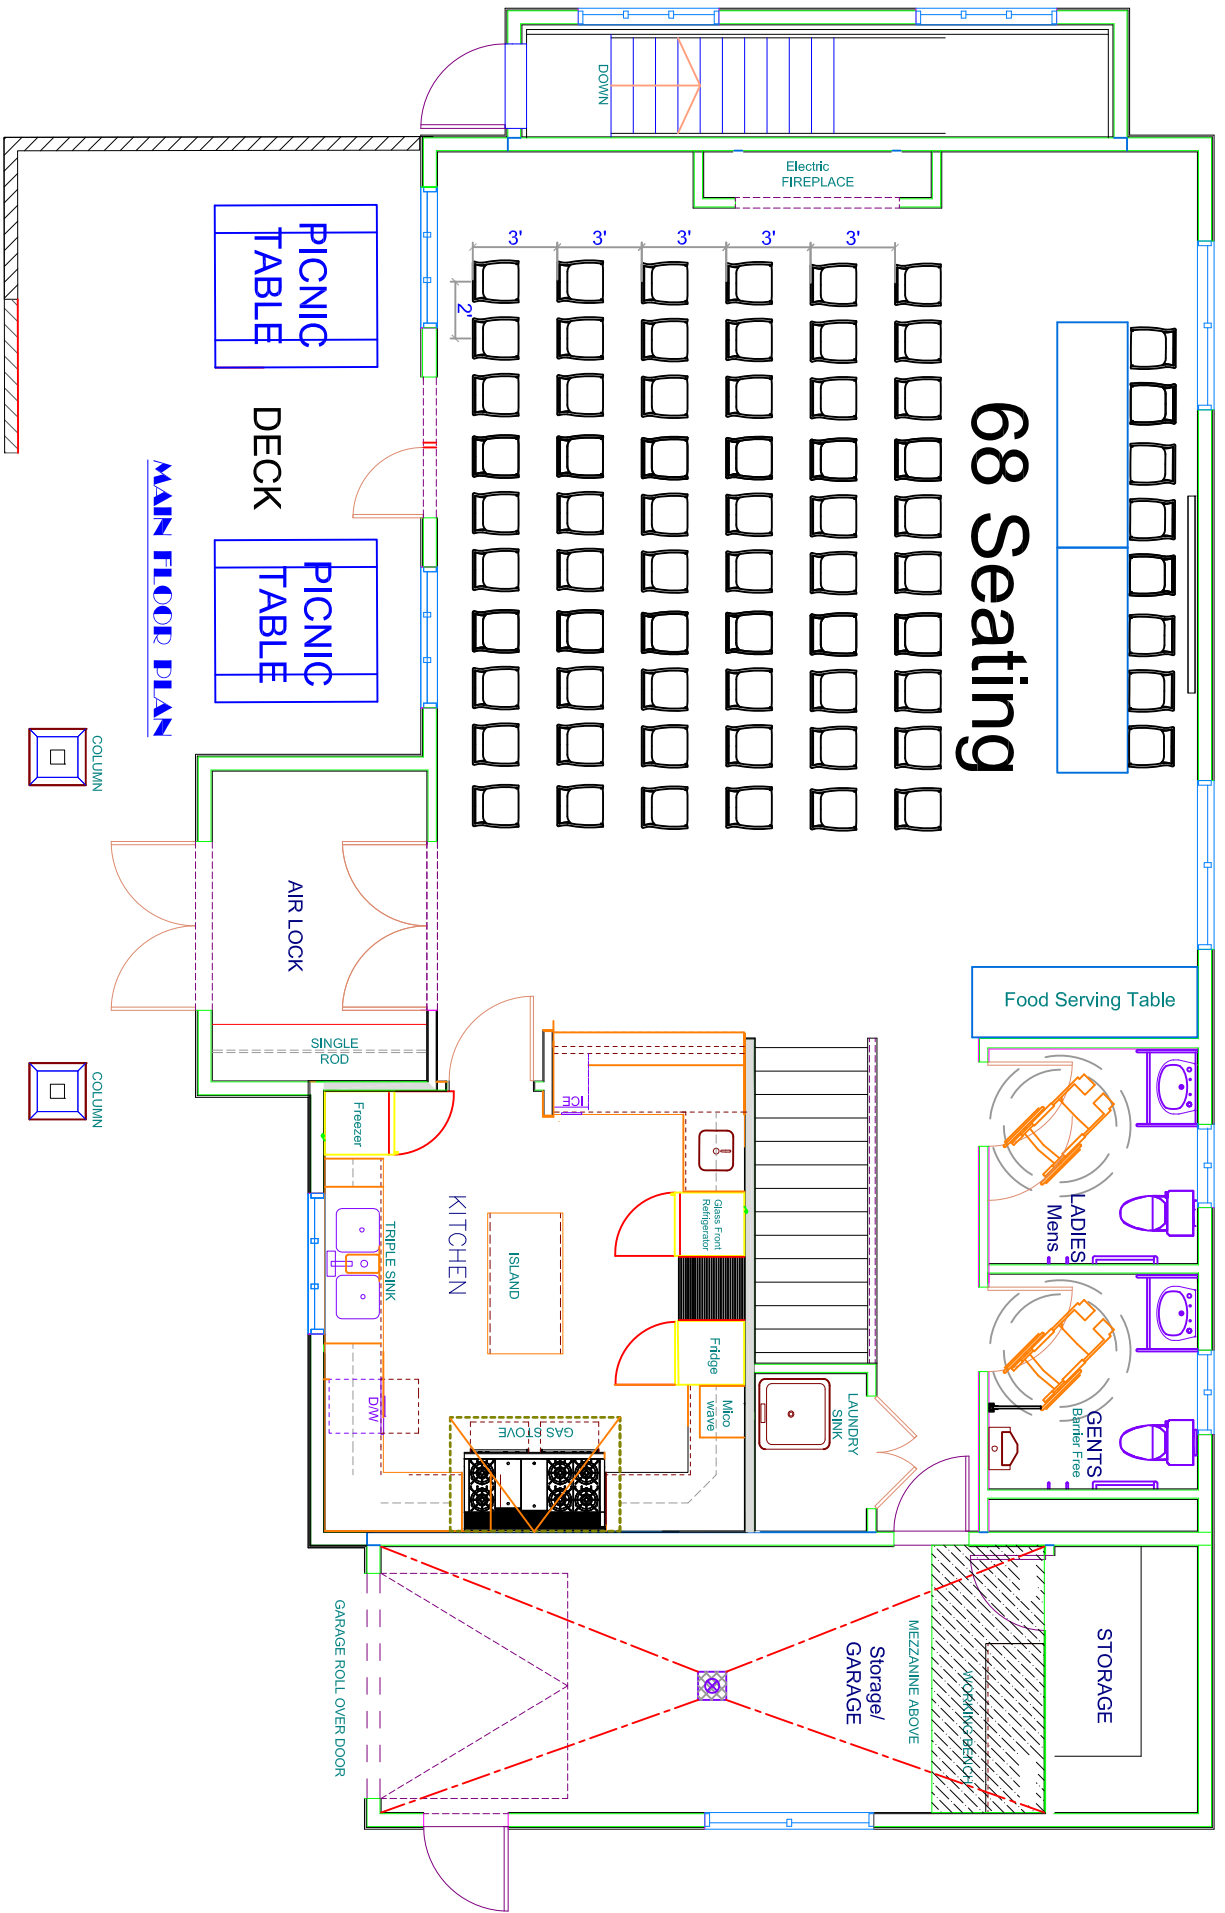 DOWN
Electric
FIREPLACE
3'
3'
3'
3'
3'
2'
PICNIC
TABLE
DECK
PICNIC
TABLE
MAIN FLOOR PLAN
68 Seating
COLUMN
AIR LOCK
SINGLE
ROD
COLUMN
Food Serving Table
LADIES
Mens
GENTS
Barrier Free
ICE
Freezer
KITCHEN
TRIPLE SINK
ISLAND
Glass Front
Refrigerator
Fridge
Mico
wave
D/W
GAS STOVE
LAUNDRY
SINK
GARAGE ROLL OVER DOOR
Storage/
GARAGE
MEZZANINE ABOVE
WORKING BENCH
STORAGE